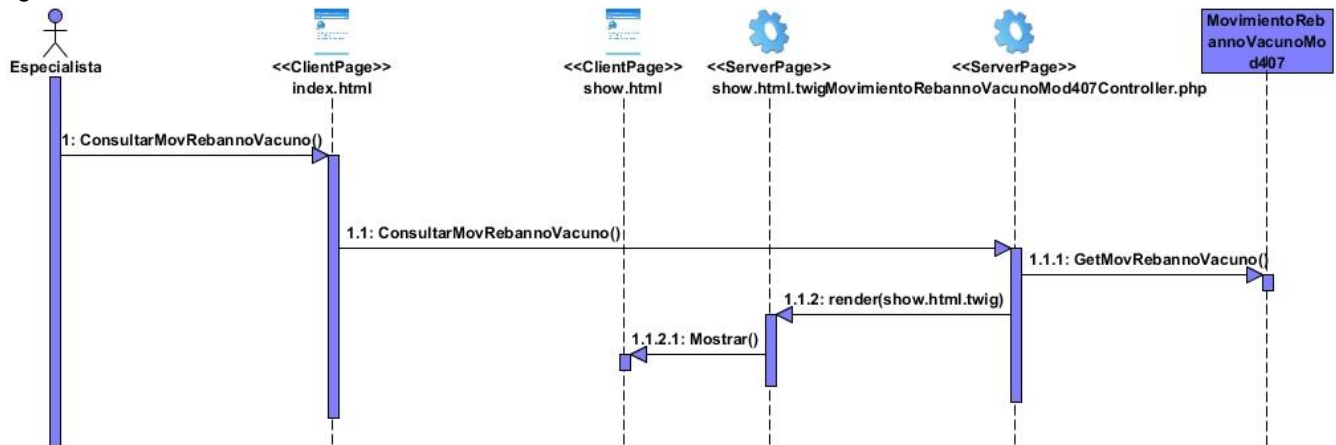 Especialista
<<ClientPage>>
index.html
<<ClientPage>>
show.html
<<ServerPage>>
show.html.twig
<<ServerPage>>
MovimientoRebannoVacunoMod407Controller.php
MovimientoReb
annoVacunoMo
d407
1: ConsultarMovRebannoVacuno()
1.1: ConsultarMovRebannoVacuno()
1.1.1: GetMovRebannoVacuno()
1.1.2: render(show.html.twig)
1.1.2.1: Mostrar()